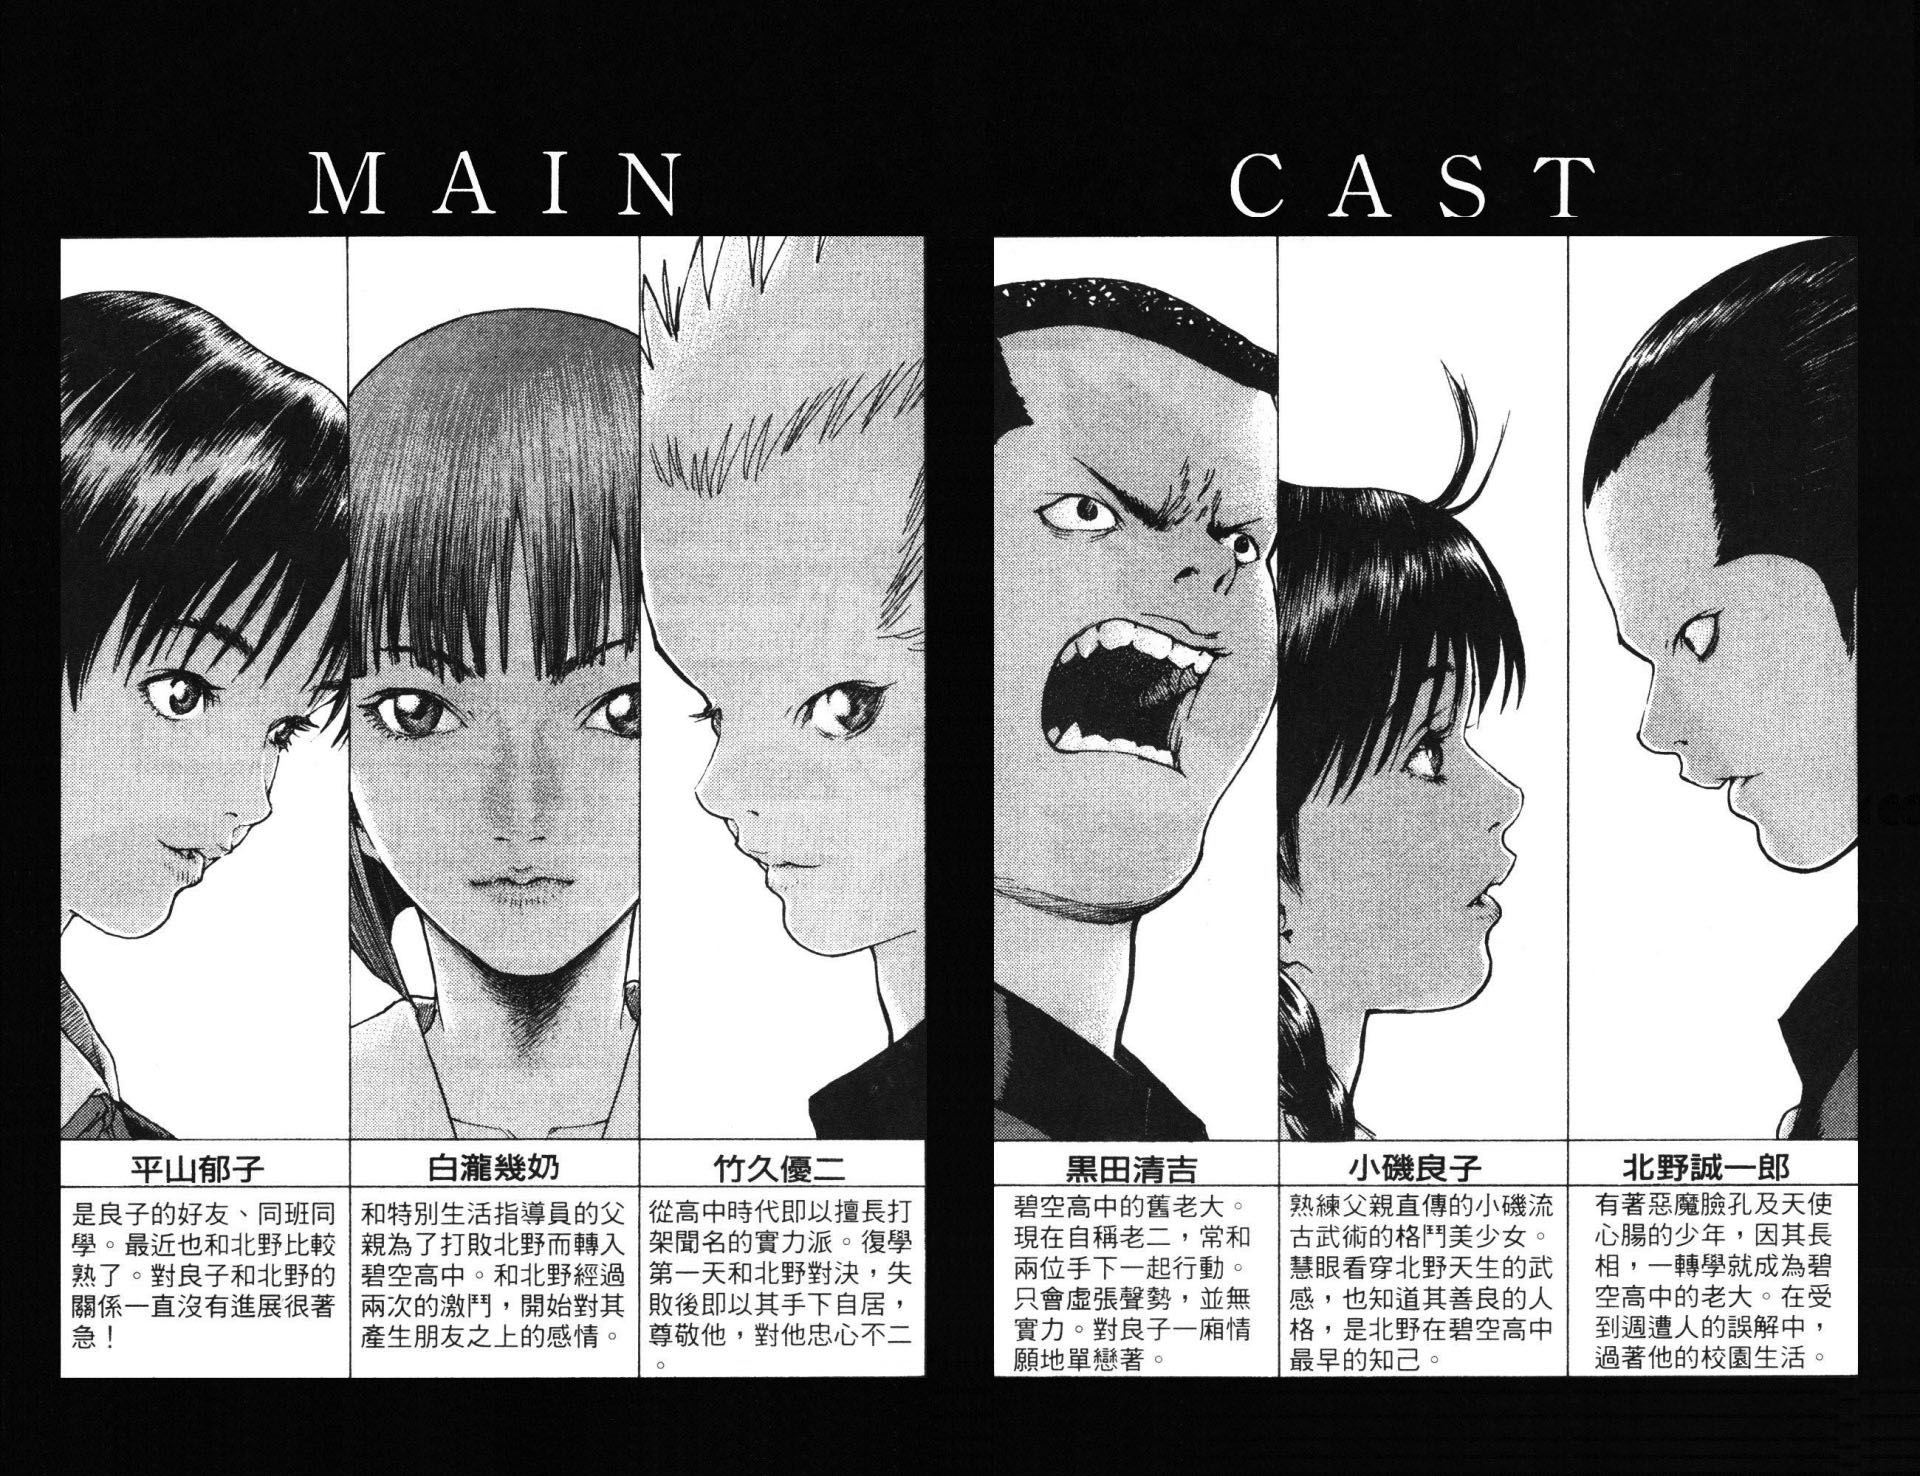 MAIN CAST
平山郁子
是良子的好友、同班同
學。最近也和北野比較
熟了。對良子和北野的
關係一直沒有進展很著
急！
白瀧幾奶
和特別生活指導員的父
親為了打敗北野而轉入
碧空高中。和北野經過
兩次的激鬥，開始對其
產生朋友之上的感情。
竹久優二
從高中時代即以擅長打
架聞名的實力派。復學
第一天和北野對決，失
敗後即以其手下自居，
尊敬他，對他忠心不二
。
黒田清吉
碧空高中的舊老大。
現在自稱老二，常和
兩位手下一起行動。
只會虛張聲勢，並無
實力。對良子一廂情
願地單戀著。
小磯良子
熟練父親直傳的小磯流
古武術的格鬥美少女。
慧眼看穿北野天生的武
感，也知道其善良的人
格，是北野在碧空高中
最早的知己。
北野誠一郎
有著惡魔臉孔及天使
心腸的少年，因其長
相，一轉學就成為碧
空高中的老大。在受
到週遭人的誤解中，
過著他的校園生活。